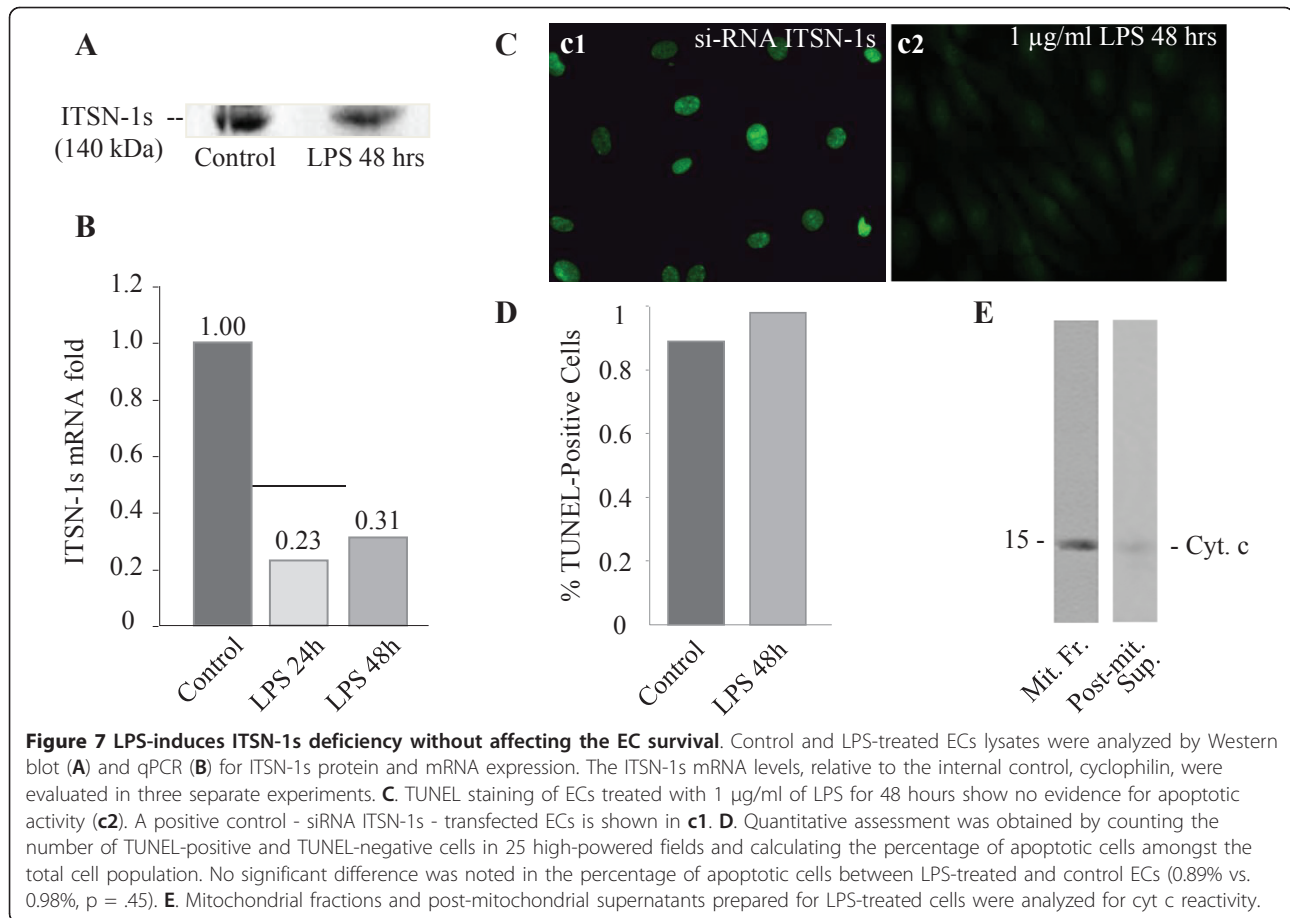 A
ITSN-1s --
(140 kDa)
Control LPS 48 hrs
B
ITSN-1s mRNA fold
1.2
1.0
0.8
0.6
0.4
0.2
0
1.00
0.23
0.31
Control
LPS 24h
LPS 48h
C
c1 si-RNA ITSN-1s
c2 1 µg/ml LPS 48 hrs
D
% TUNEL-Positive Cells
1
0.8
0.6
0.4
0.2
0
Control
LPS 48h
E
15 -
- Cyt. c
Mit. Fr.
Post-mit.
Sup.
Figure 7 LPS-induces ITSN-1s deficiency without affecting the EC survival. Control and LPS-treated ECs lysates were analyzed by Western
blot (A) and qPCR (B) for ITSN-1s protein and mRNA expression. The ITSN-1s mRNA levels, relative to the internal control, cyclophilin, were
evaluated in three separate experiments. C. TUNEL staining of ECs treated with 1 μg/ml of LPS for 48 hours show no evidence for apoptotic
activity (c2). A positive control - siRNA ITSN-1s - transfected ECs is shown in c1. D. Quantitative assessment was obtained by counting the
number of TUNEL-positive and TUNEL-negative cells in 25 high-powered fields and calculating the percentage of apoptotic cells amongst the
total cell population. No significant difference was noted in the percentage of apoptotic cells between LPS-treated and control ECs (0.89% vs.
0.98%, p = .45). E. Mitochondrial fractions and post-mitochondrial supernatants prepared for LPS-treated cells were analyzed for cyt c reactivity.